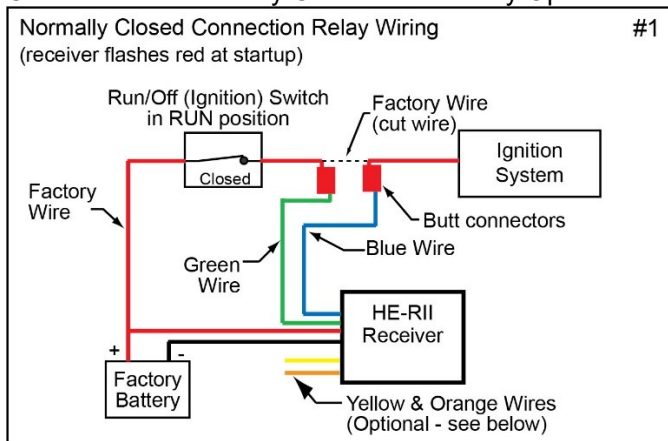 Normally Closed Connection Relay Wiring #1
(receiver flashes red at startup)
Run/Off (Ignition) Switch
in RUN position
Factory Wire
(cut wire)
Ignition
System
Closed
Factory
Wire
Butt connectors
Blue Wire
Green
Wire
HE-RII
Receiver
+ -
Factory
Battery
Yellow & Orange Wires
(Optional - see below)